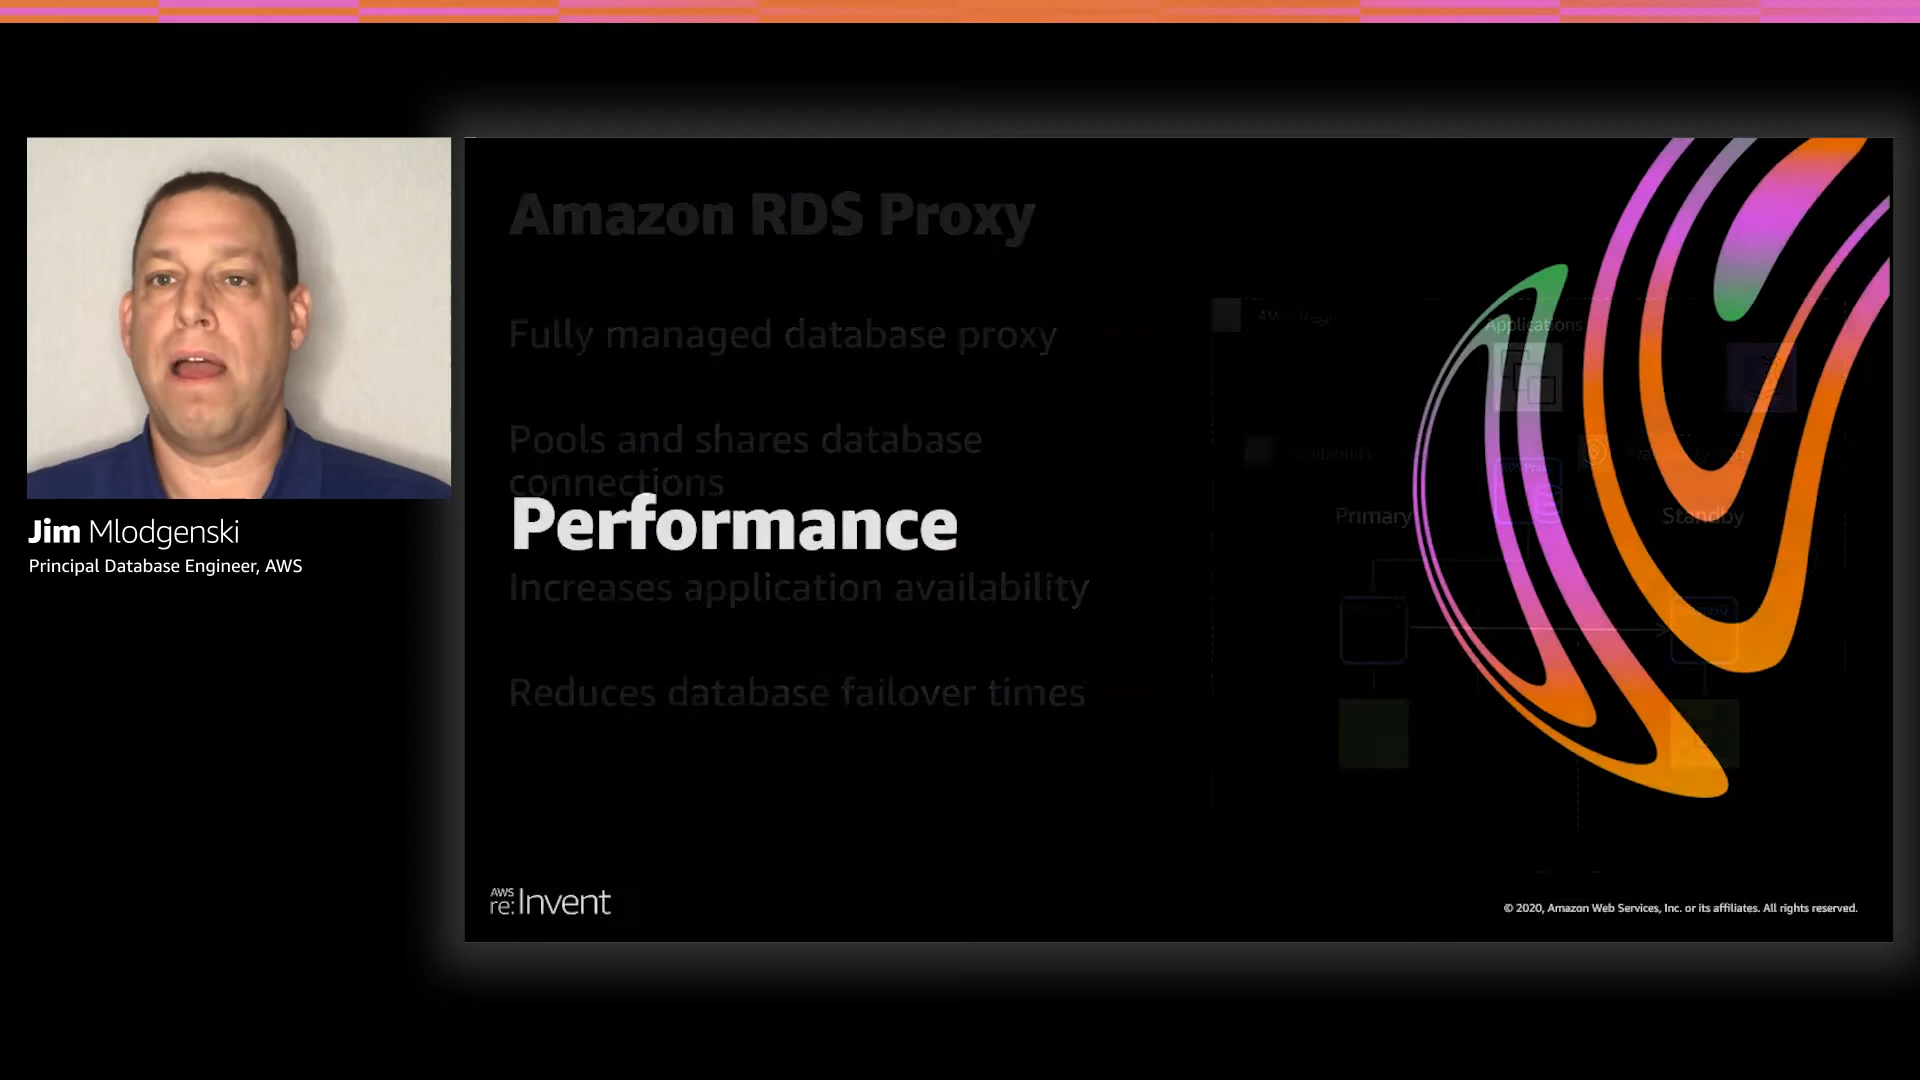 Jim Mlodgenski
Principal Database Engineer, AWS
Amazon RDS Proxy
Fully managed database proxy
Pools and shares database
connections
Performance
Increases application availability
Reduces database failover times
Applications
Primary
Standby
AWS
re:Invent
© 2020, Amazon Web Services, Inc. or its affiliates. All rights reserved.